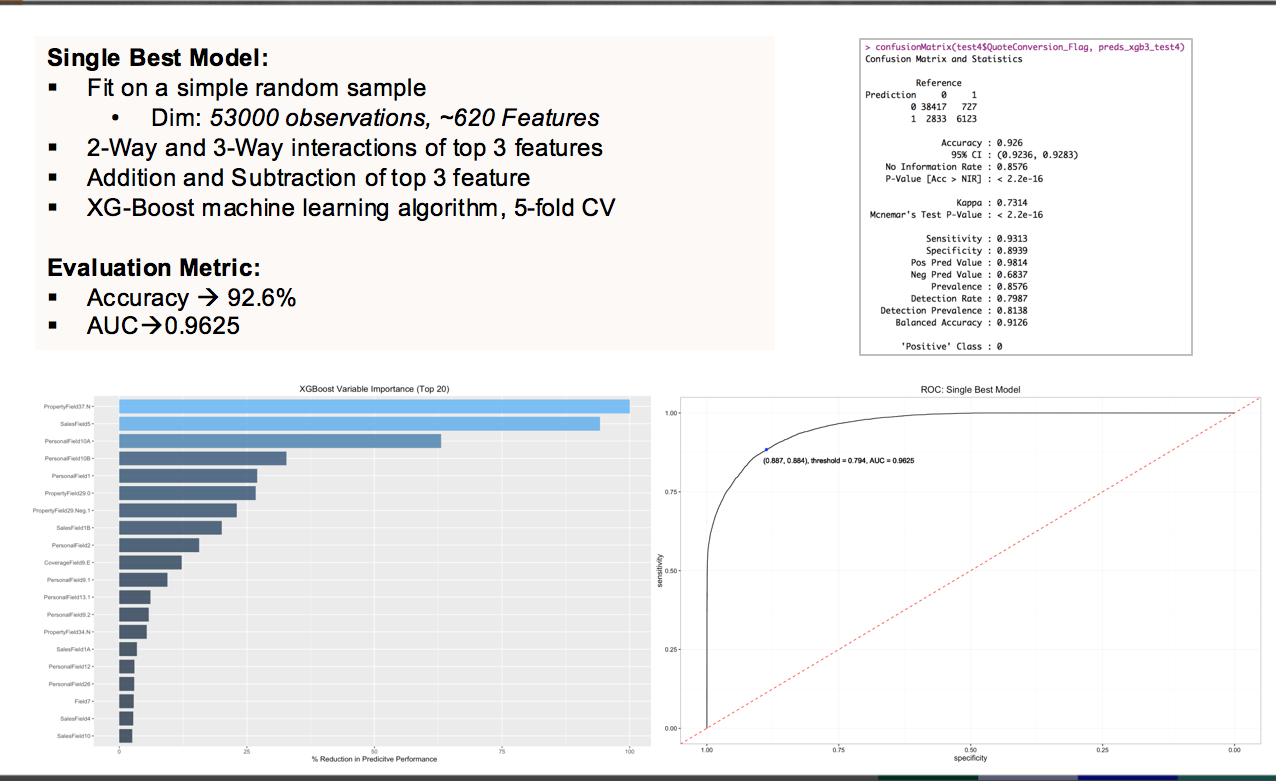 Single Best Model:
▪ Fit on a simple random sample
• Dim: 53000 observations, ~620 Features
▪ 2-Way and 3-Way interactions of top 3 features
▪ Addition and Subtraction of top 3 feature
▪ XG-Boost machine learning algorithm, 5-fold CV
Evaluation Metric:
▪ Accuracy → 92.6%
▪ AUC→0.9625
> confusionMatrix(test4$QuoteConversion_Flag, preds_xgb3_test4)
Confusion Matrix and Statistics
Reference
Prediction 0 1
0 38417 727
1 2833 6123
Accuracy : 0.926
95% CI : (0.9236, 0.9283)
No Information Rate : 0.8576
P-Value [Acc > NIR] : < 2.2e-16
Kappa : 0.7314
Mcnemar's Test P-Value : < 2.2e-16
Sensitivity : 0.9313
Specificity : 0.8939
Pos Pred Value : 0.9814
Neg Pred Value : 0.6837
Prevalence : 0.8576
Detection Rate : 0.7987
Detection Prevalence : 0.8138
Balanced Accuracy : 0.9126
'Positive' Class : 0
XGBoost Variable Importance (Top 20)
PropertyField37.N
SalesField5
PersonalField10A
PersonalField10B
PersonalField1
PropertyField29.0
PropertyField29.Neg.1
SalesField1B
PersonalField2
CoverageField9.E
PersonalField9.1
PersonalField13.1
PersonalField9.2
PropertyField34.N
SalesField1A
PersonalField12
PersonalField26
Field7
SalesField4
SalesField10
0 25 50 75 100
% Reduction in Predicitve Performance
ROC: Single Best Model
1.00
0.75
0.50
0.25
0.00
sensitivity
(0.887, 0.884), threshold = 0.794, AUC = 0.9625
1.00 0.75 0.50 0.25 0.00
specificity